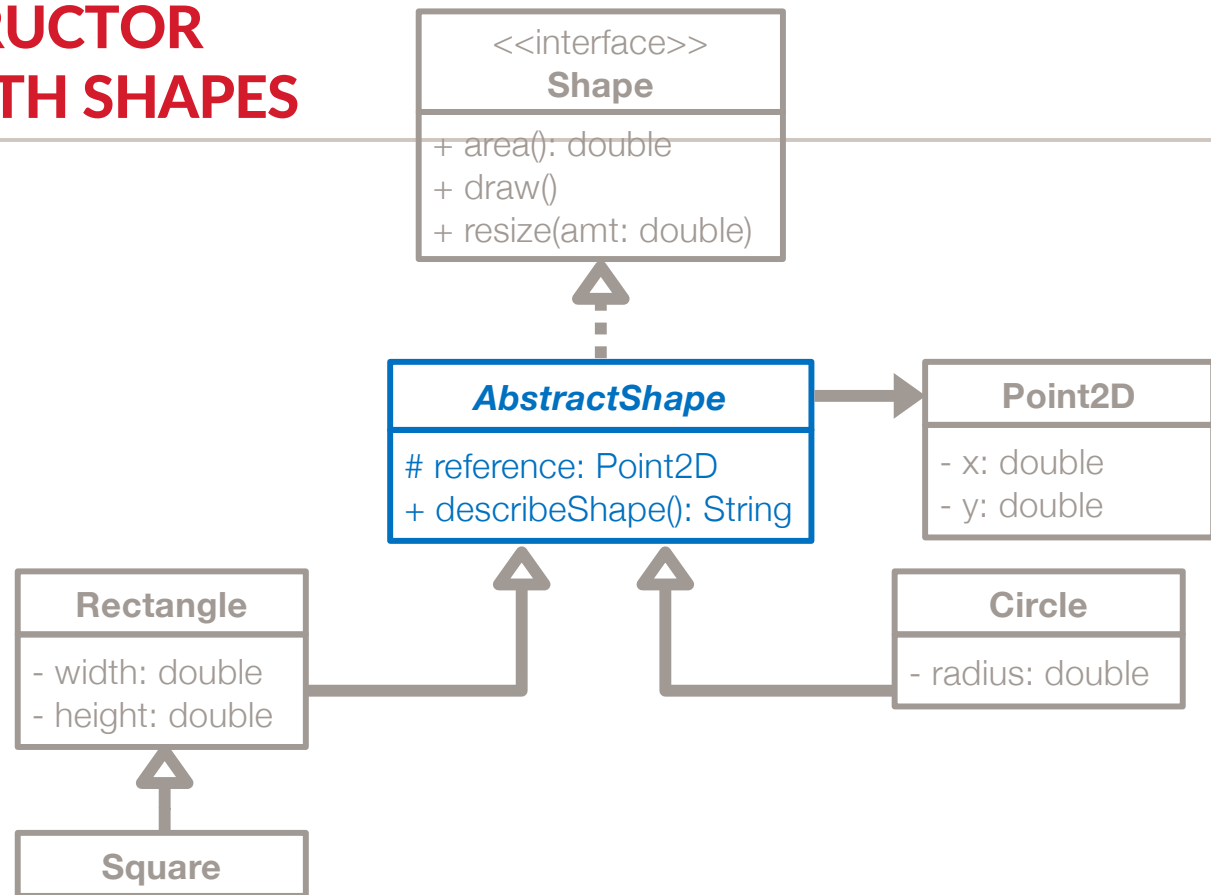 RUCTOR
TH SHAPES
<<interface>>
Shape
+ area(): double
+ draw()
+ resize(amt: double)
AbstractShape
# reference: Point2D
+ describeShape(): String
Point2D
- x: double
- y: double
Rectangle
- width: double
- height: double
Circle
- radius: double
Square